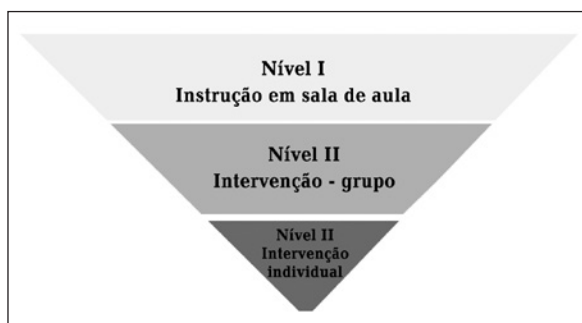 Nível I
Instrução em sala de aula
Nível II
Intervenção - grupo
Nível II
Intervenção
individual